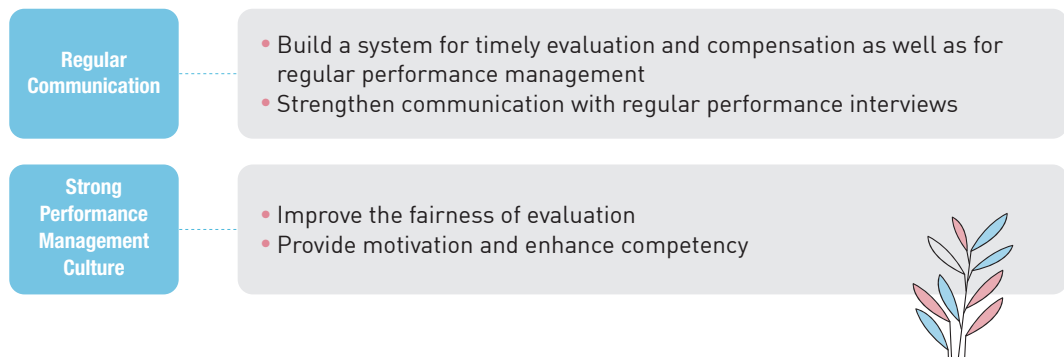 Regular
Communication
• Build a system for timely evaluation and compensation as well as for
regular performance management
• Strengthen communication with regular performance interviews
Strong
Performance
Management
Culture
• Improve the fairness of evaluation
• Provide motivation and enhance competency